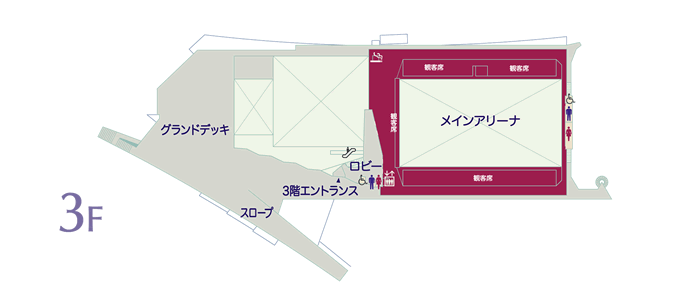 観客席
観客席
観客席
メインアリーナ
グランドデッキ
ロビー
観客席
3階エントランス
スロープ
3F